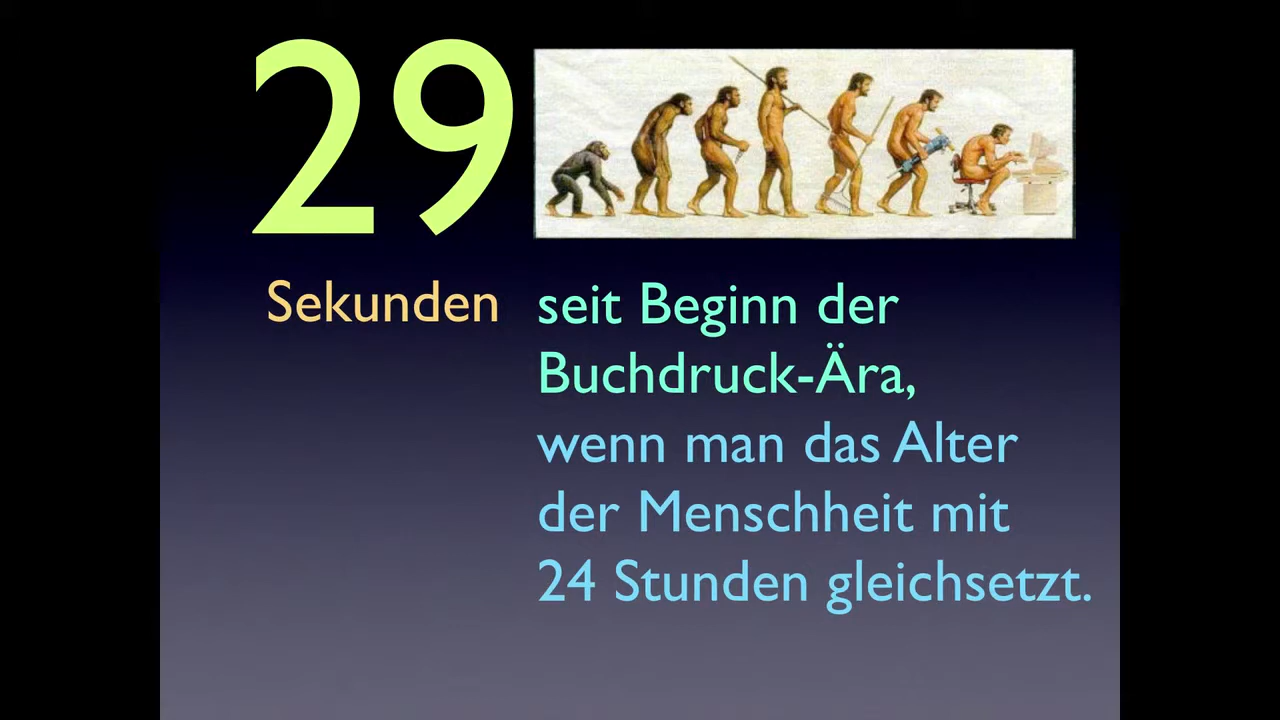 29
Sekunden
seit Beginn der
Buchdruck-Ära,
wenn man das Alter
der Menschheit mit
24 Stunden gleichsetzt.